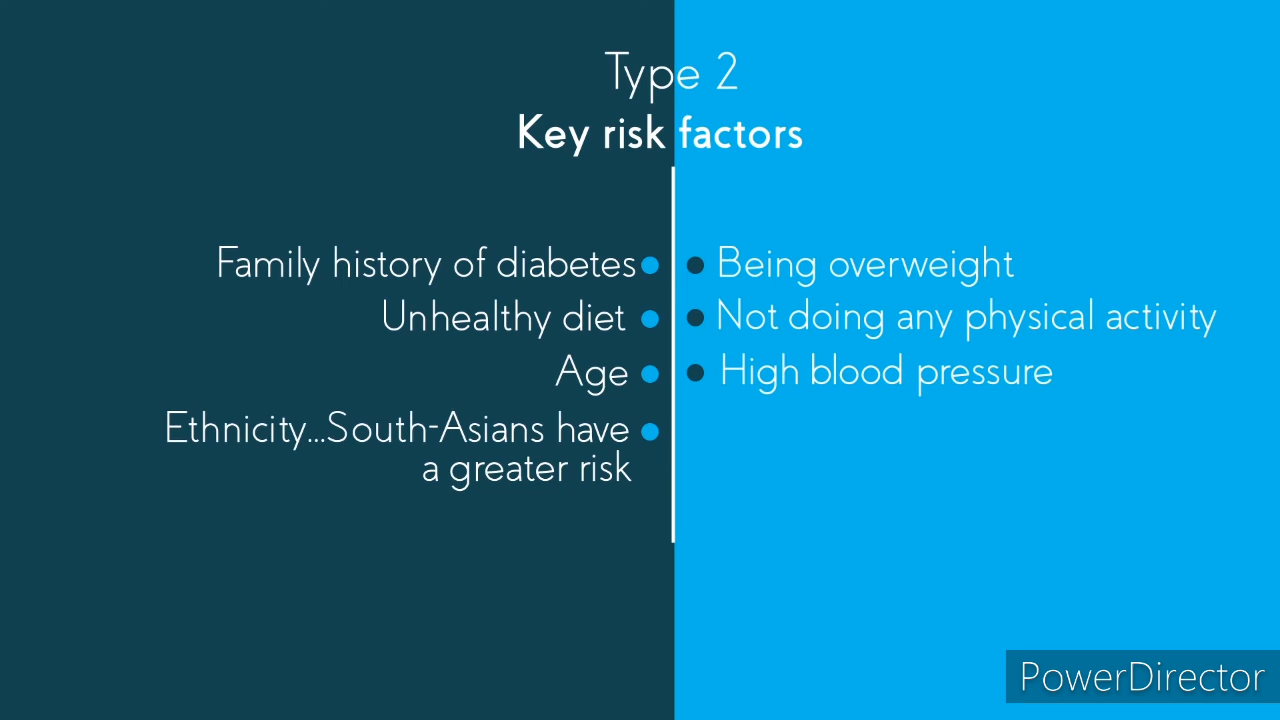 Type 2
Key risk factors
Family history of diabetes
Unhealthy diet
Age
Ethnicity...South-Asians have
a greater risk
Being overweight
Not doing any physical activity
High blood pressure
PowerDirector